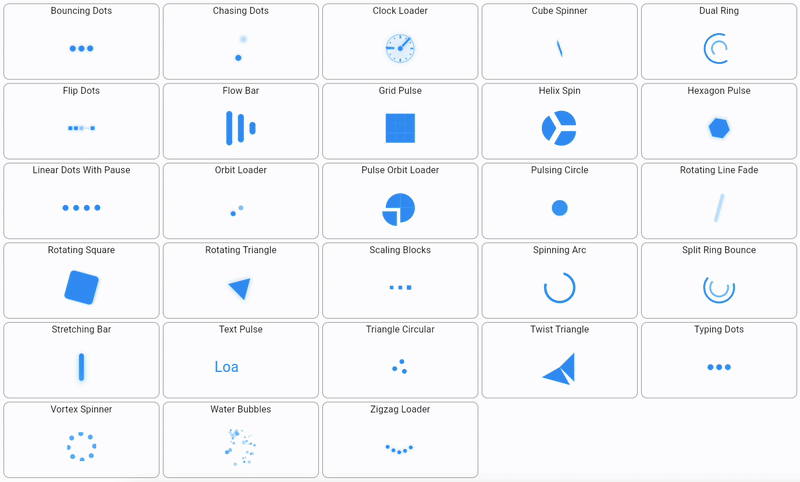 Bouncing Dots
Chasing Dots
Clock Loader
Cube Spinner
Dual Ring
Flip Dots
Flow Bar
Grid Pulse
Helix Spin
Hexagon Pulse
Linear Dots With Pause
Orbit Loader
Pulse Orbit Loader
Pulsing Circle
Rotating Line Fade
Rotating Square
Rotating Triangle
Scaling Blocks
Spinning Arc
Split Ring Bounce
Stretching Bar
Text Pulse
Loa
Triangle Circular
Twist Triangle
Typing Dots
Vortex Spinner
Water Bubbles
Zigzag Loader